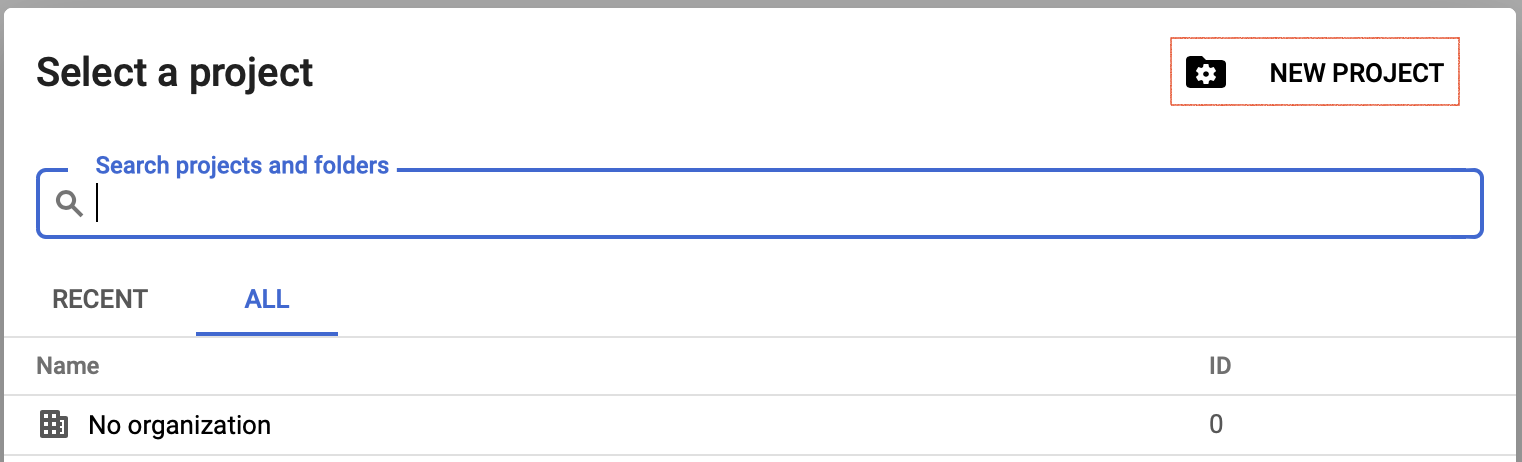 Select a project
NEW PROJECT
Search projects and folders
RECENT ALL
Name ID
No organization 0